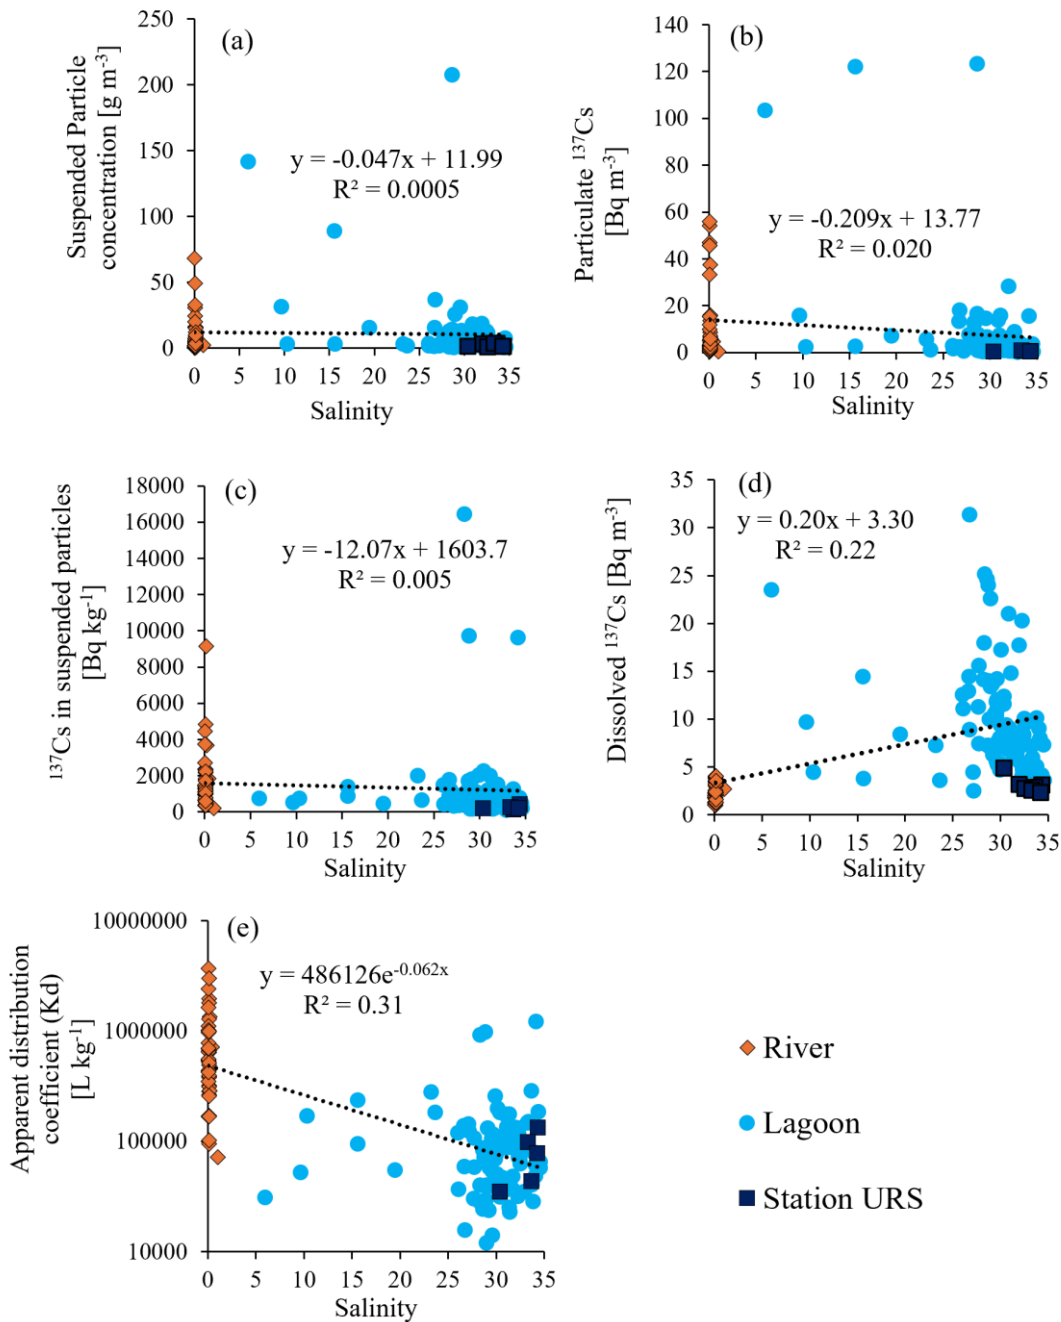 (a)
Suspended Particle
concentration [g m⁻³]
250
200
150
100
50
0
y = -0.047x + 11.99
R² = 0.0005
0 5 10 15 20 25 30 35
Salinity
(b)
Particulate ¹³⁷Cs
[Bq m⁻³]
140
120
100
80
60
40
20
0
y = -0.209x + 13.77
R² = 0.020
0 5 10 15 20 25 30 35
Salinity
(c)
¹³⁷Cs in suspended particles
[Bq kg⁻¹]
18000
16000
14000
12000
10000
8000
6000
4000
2000
0
y = -12.07x + 1603.7
R² = 0.005
0 5 10 15 20 25 30 35
Salinity
(d)
Dissolved ¹³⁷Cs [Bq m⁻³]
35
30
25
20
15
10
5
0
y = 0.20x + 3.30
R² = 0.22
0 5 10 15 20 25 30 35
Salinity
(e)
Apparent distribution
coefficient (Kd)
[L kg⁻¹]
10000000
1000000
100000
10000
y = 486126e⁻⁰·⁰⁶²ˣ
R² = 0.31
0 5 10 15 20 25 30 35
Salinity
River
Lagoon
Station URS